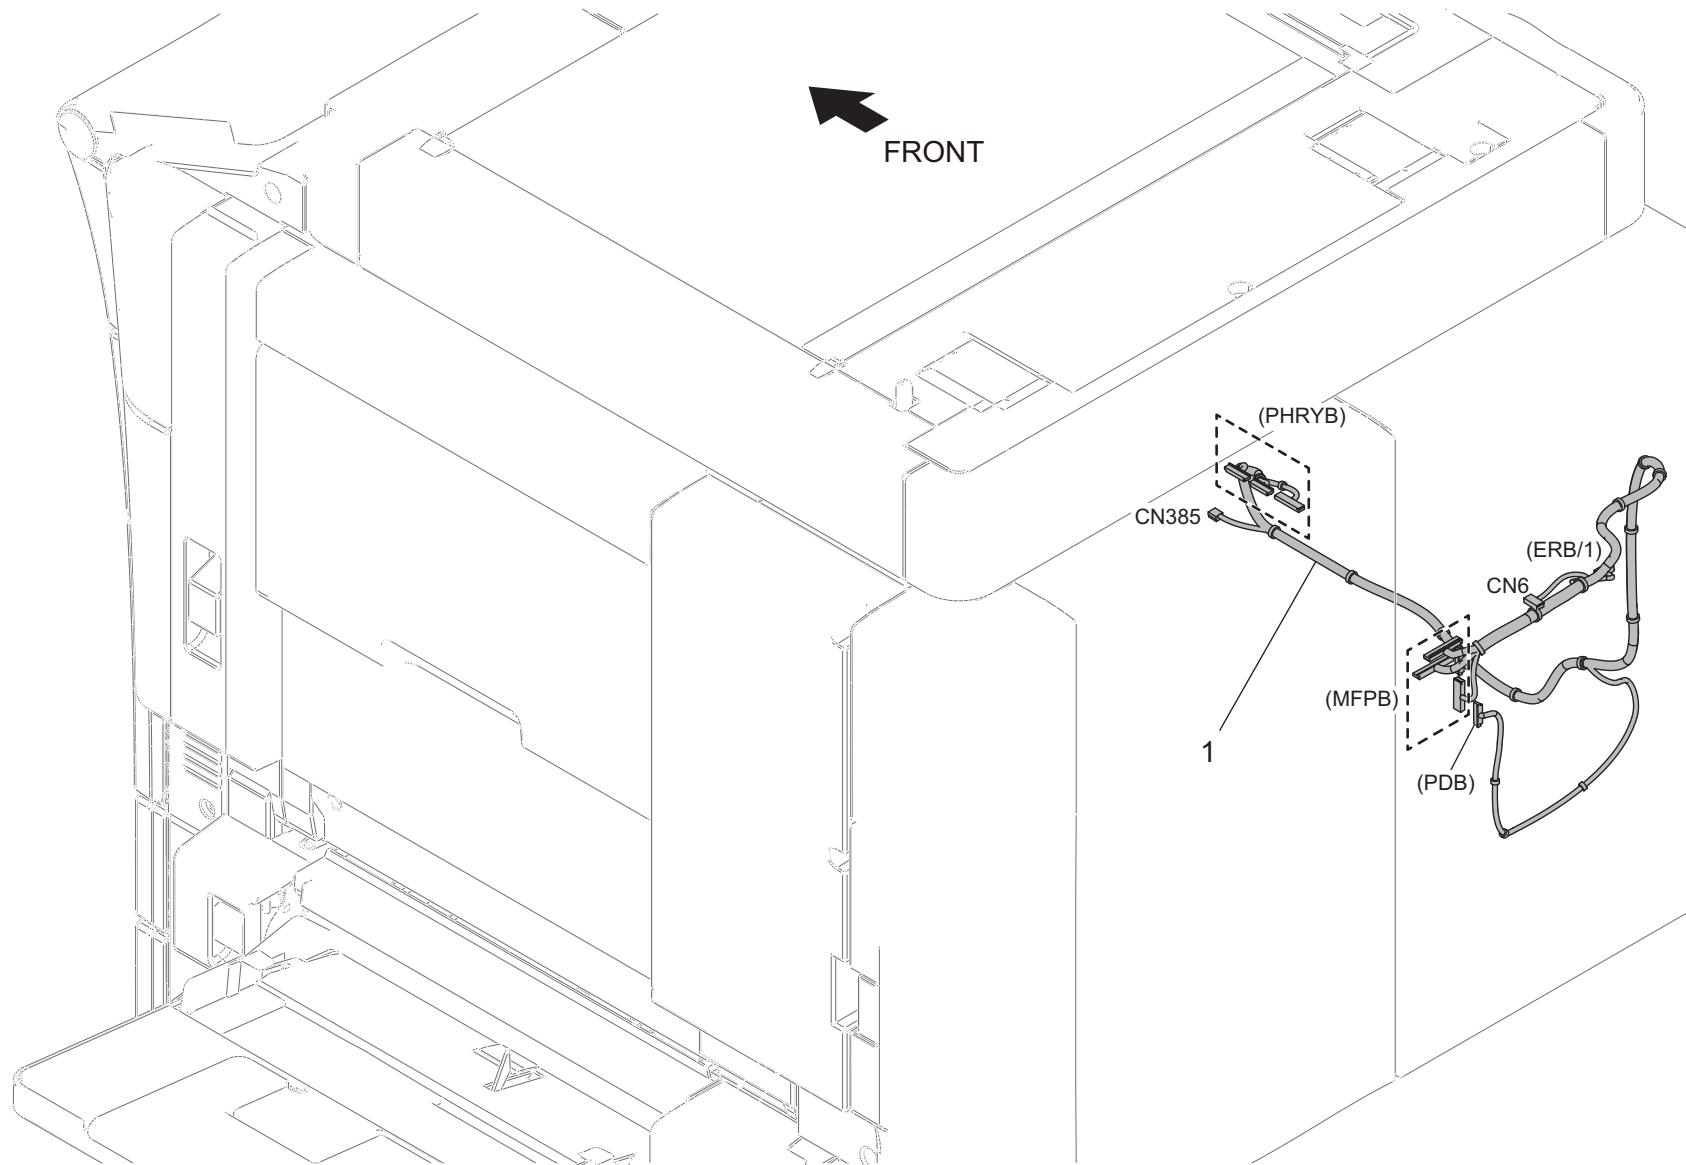 FRONT
(PHRYB)
CN385
(ERB/1)
CN6
(MFPB)
1
(PDB)